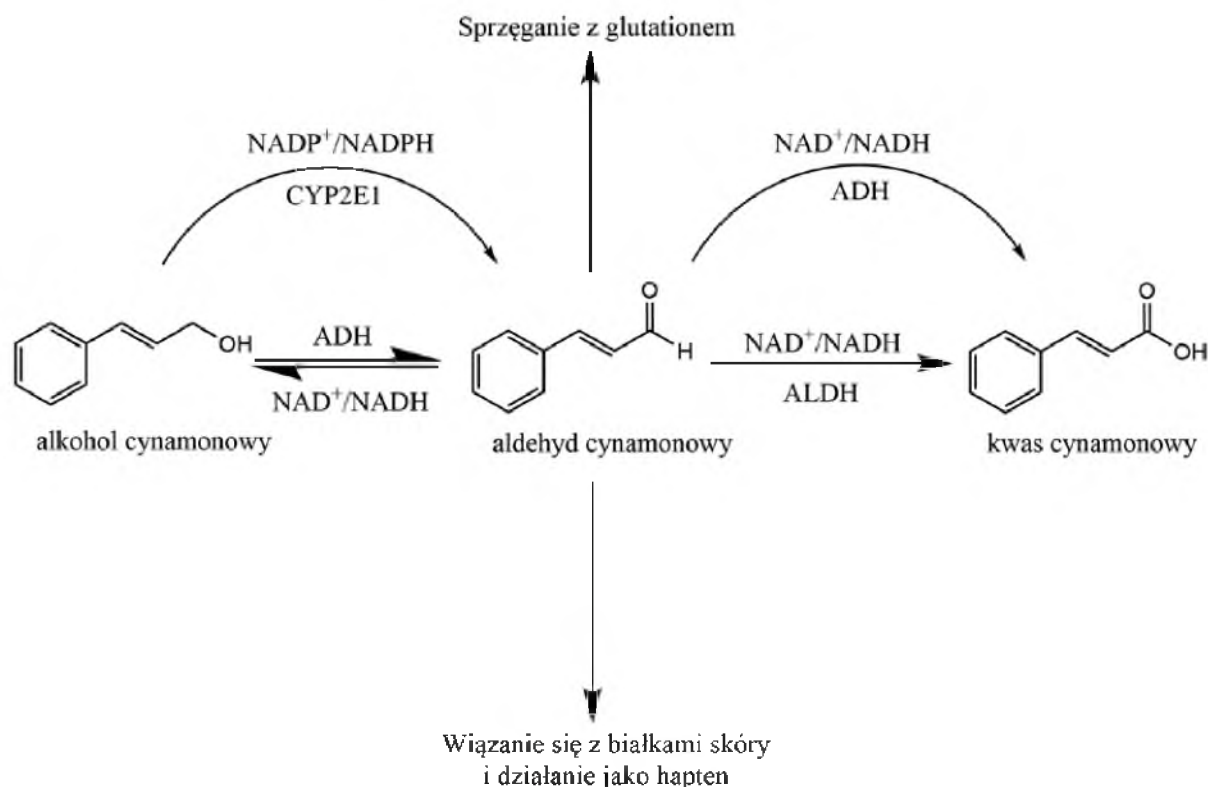 Sprzęganie z glutationem
NADP⁺/NADPH
CYP2E1
NAD⁺/NADH
ADH
O
H
O
OH
OH
ADH
NAD⁺/NADH
NAD⁺/NADH
ALDH
alkohol cynamonowy
aldehyd cynamonowy
kwas cynamonowy
Wiązanie się z białkami skóry
i działanie jako hapten